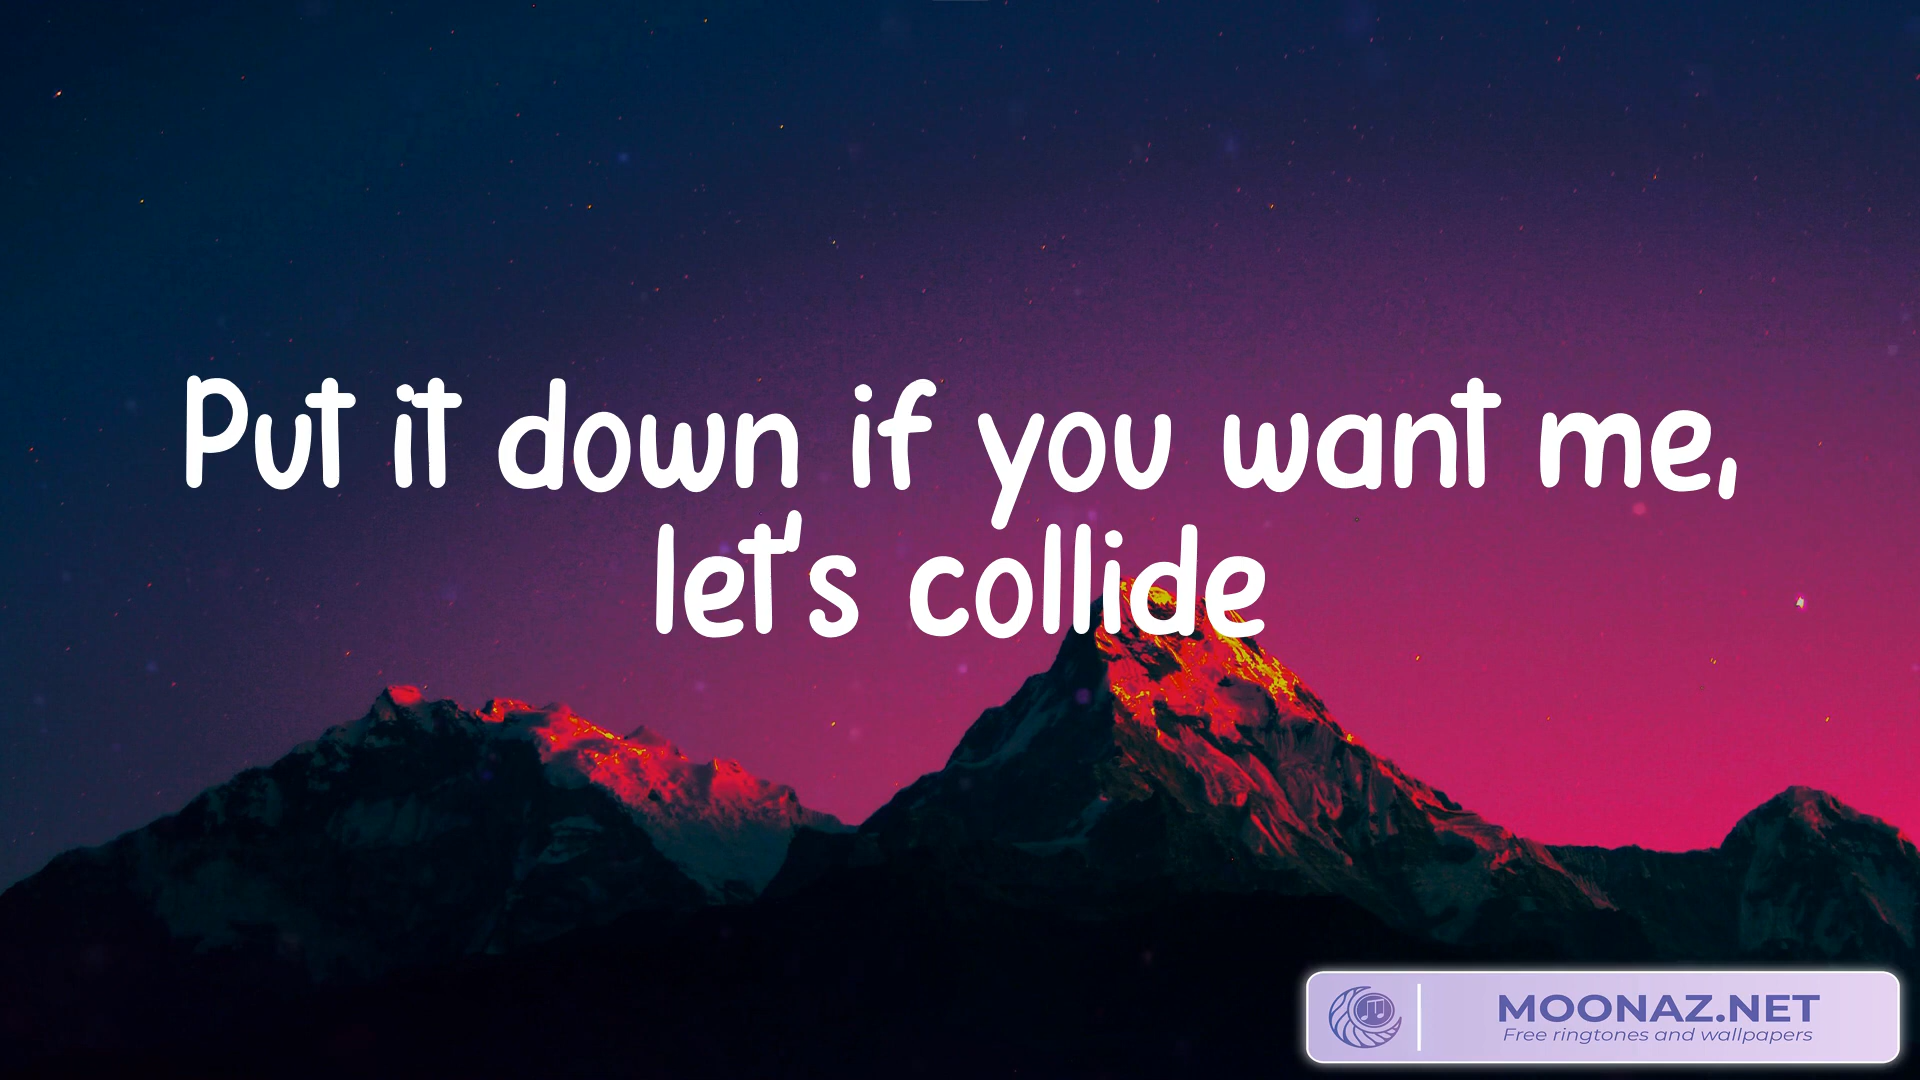 Put it down if you want me,
let's collide
MOONAZ.NET
Free ringtones and wallpapers